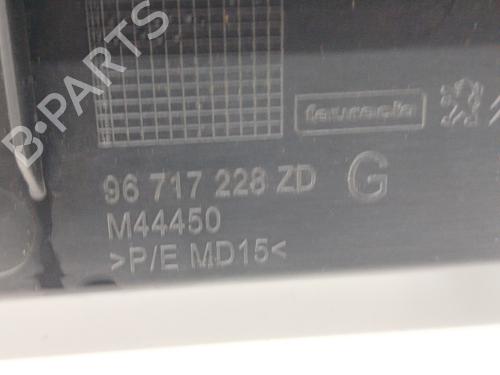 B-PARTS
faurecia
96 717 228 ZD G
M44450
>P/E MD15<